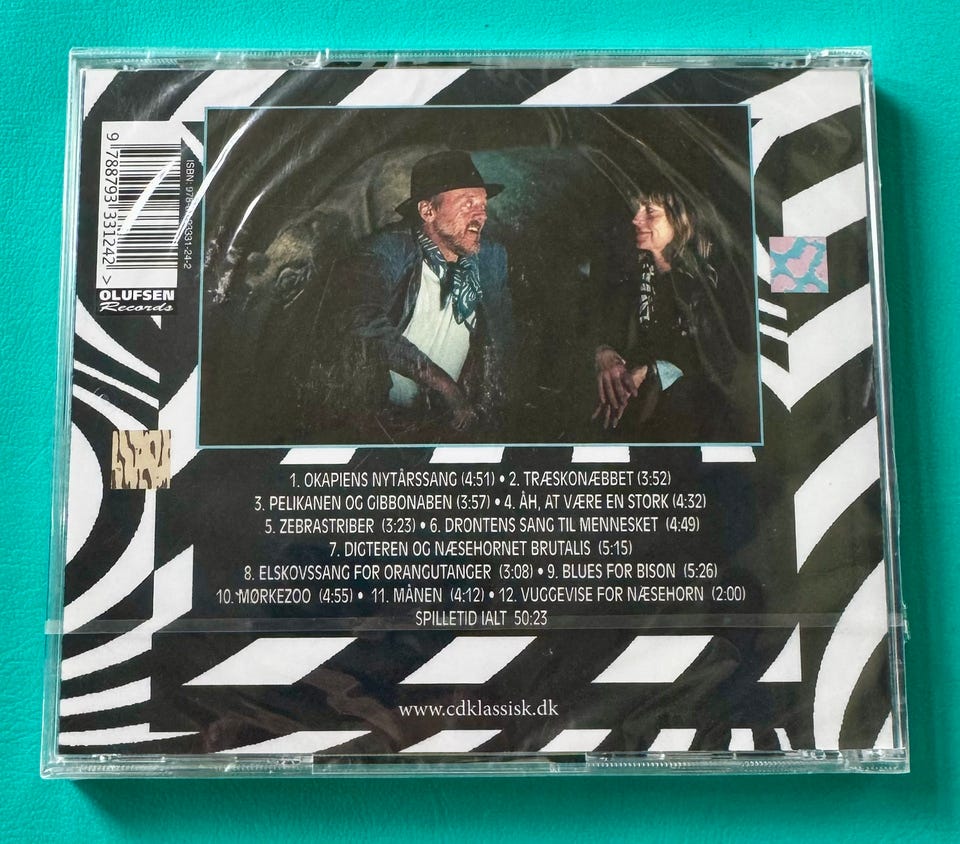 9 788793 331242 >
OLUFSEN
Records
1. OKAPIENS NYTÅRSSANG (4:51) • 2. TRÆSKONÆBBET (3:52)
3. PELIKANEN OG GIBBONABEN (3:57) • 4. ÅH, AT VÆRE EN STORK (4:32)
5. ZEBRASTRIBER (3:23) • 6. DRONTENS SANG TIL MENNESKET (4:49)
7. DIGTEREN OG NÆSEHORNET BRUTALIS (5:15)
8. ELSKOVSSANG FOR ORANGUTANGER (3:08) • 9. BLUES FOR BISON (5:26)
10. MØRKEZOO (4:55) • 11. MÅNEN (4:12) • 12. VUGGEVISE FOR NÆSEHORN (2:00)
SPILLETID IALT 50:23
www.cdklassisk.dk